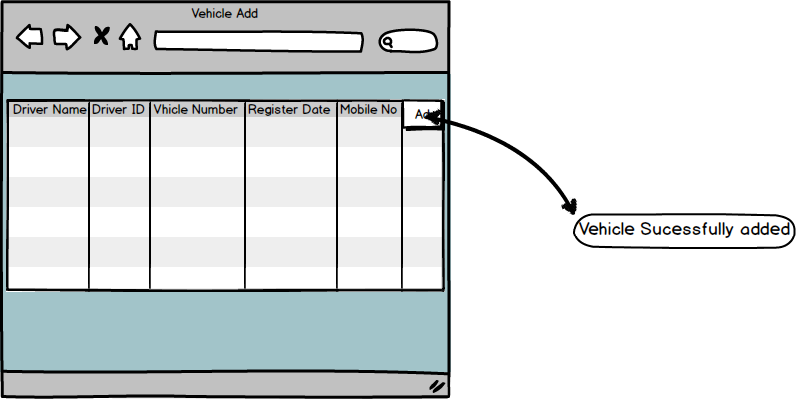 Vehicle Add
Driver Name Driver ID Vhicle Number Register Date Mobile No Add
Vehicle Sucessfully added